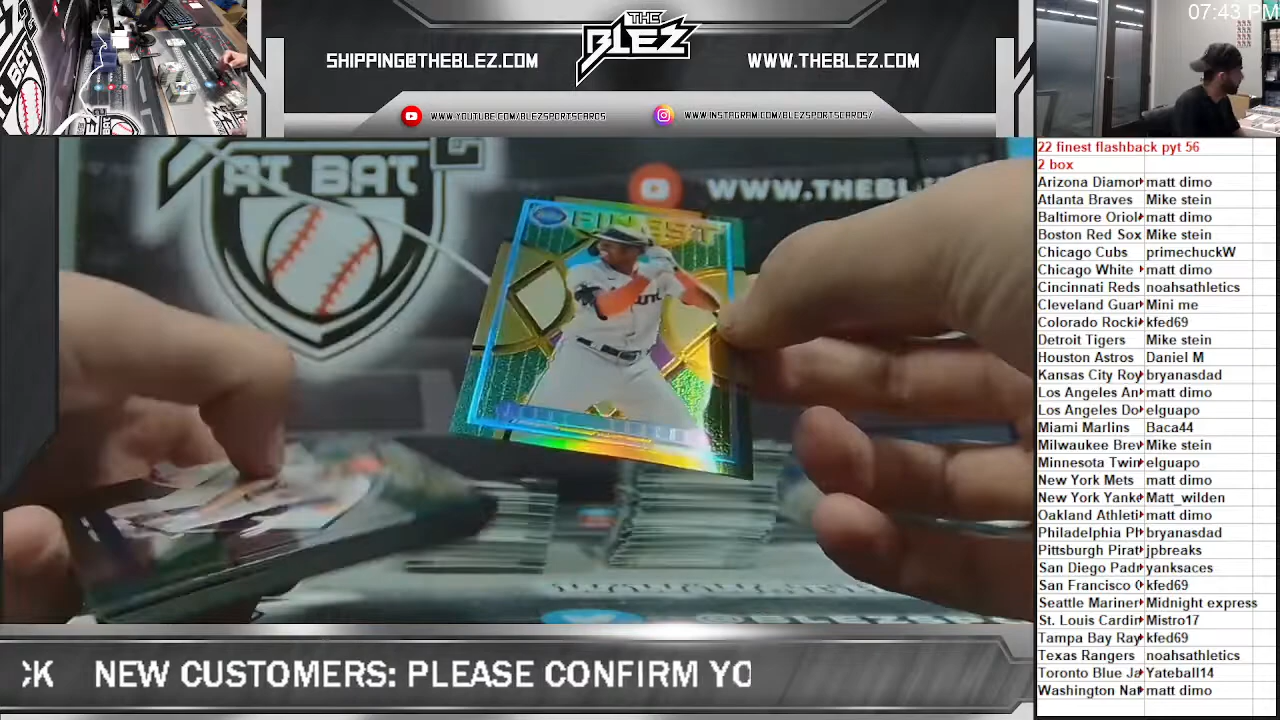 07:43 PM
THE
BLEZ
SHIPPING@THEBLEZ.COM
WWW.THEBLEZ.COM
WWW.YOUTUBE.COM/BLEZSPORTSCARDS
WWW.INSTAGRAM.COM/BLEZSPORTSCARDS/
AT BAT
WWW.THEBL
FINEST
22 finest flashback pyt 56
2 box
Arizona Diamor matt dimo
Atlanta Braves Mike stein
Baltimore Oriol matt dimo
Boston Red Sox Mike stein
Chicago Cubs primechuckW
Chicago White matt dimo
Cincinnati Reds noahsathletics
Cleveland Guar Mini me
Colorado Rocki kfed69
Detroit Tigers Mike stein
Houston Astros Daniel M
Kansas City Roy bryanasdad
Los Angeles An matt dimo
Los Angeles Do elguapo
Miami Marlins Baca44
Milwaukee Brev Mike stein
Minnesota Twin elguapo
New York Mets matt dimo
New York Yanke Matt_wilden
Oakland Athleti matt dimo
Philadelphia Pl bryanasdad
Pittsburgh Pirat jpbreaks
San Diego Padr yanksaces
San Francisco G kfed69
Seattle Mariner Midnight express
St. Louis Cardin Mistro17
Tampa Bay Ray kfed69
Texas Rangers noahsathletics
Toronto Blue Ja Yateball14
Washington Nat matt dimo
CK NEW CUSTOMERS: PLEASE CONFIRM YO